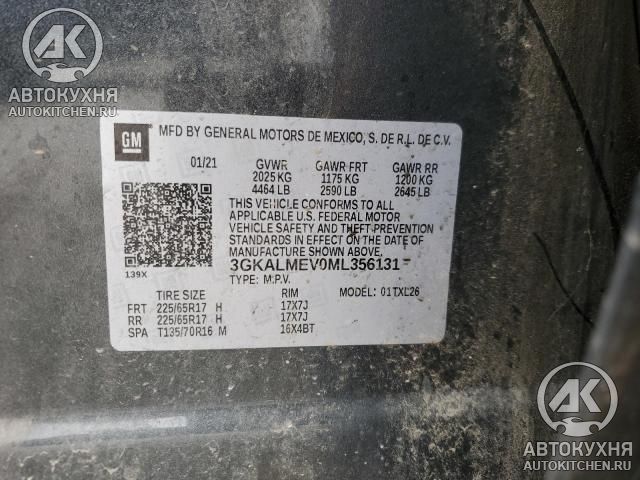 АВТОКУХНЯ
AUTOKITCHEN.RU
GM
MFD BY GENERAL MOTORS DE MEXICO, S. DE R.L. DE C.V.
01/21 GVWR GAWR FRT GAWR RR
2025 KG 1175 KG 1200 KG
4464 LB 2590 LB 2645 LB
THIS VEHICLE CONFORMS TO ALL
APPLICABLE U.S. FEDERAL MOTOR
VEHICLE SAFETY AND THEFT PREVENTION
STANDARDS IN EFFECT ON THE DATE OF
MANUFACTURE SHOWN ABOVE.
139X
3GKALMEV0ML356131
TYPE: M.P.V.
TIRE SIZE RIM MODEL: 01TXL26
FRT 225/65R17 H 17X7J
RR 225/65R17 H 17X7J
SPA T135/70R16 M 16X4BT
АВТОКУХНЯ
AUTOKITCHEN.RU